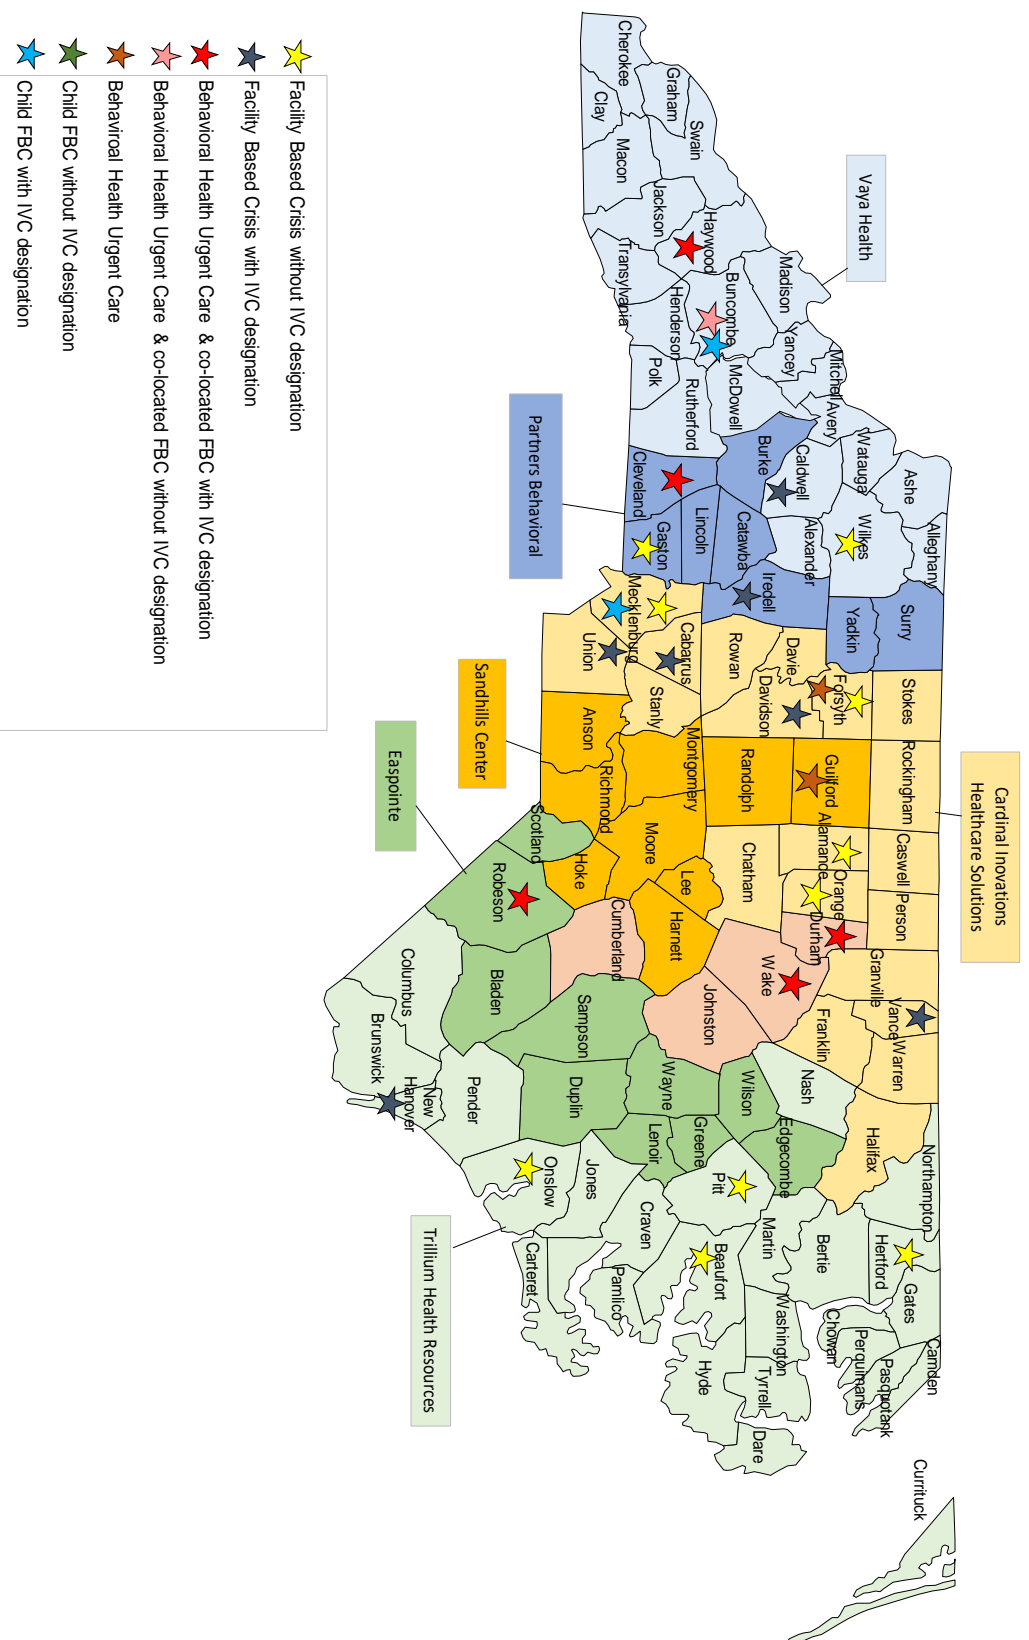 Cardinal Inovations
Healthcare Solutions
Vaya Health
Partners Behavioral
Sandhills Center
Easpointe
Trillium Health Resources
Cherokee
Graham
Swain
Clay
Macon
Jackson
Haywood
Transylvania
Madison
Buncombe
Henderson
Yancey
Mitchell
Avery
McDowell
Polk
Rutherford
Burke
Caldwell
Watauga
Ashe
Alleghany
Wilkes
Alexander
Cleveland
Lincoln
Catawba
Gaston
Iredell
Surry
Yadkin
Mecklenburg
Cabarrus
Union
Rowan
Davie
Davidson
Forsyth
Stokes
Stanly
Anson
Montgomery
Richmond
Randolph
Guilford
Rockingham
Alamance
Caswell
Chatham
Orange
Person
Moore
Lee
Scotland
Hoke
Robeson
Cumberland
Harnett
Durham
Wake
Granville
Vance
Warren
Franklin
Johnston
Sampson
Bladen
Columbus
Brunswick
New
Hanover
Pender
Duplin
Wayne
Wilson
Nash
Edgecombe
Halifax
Northampton
Greene
Lenoir
Pitt
Jones
Onslow
Craven
Carteret
Pamlico
Beaufort
Martin
Bertie
Hertford
Gates
Washington
Chowan
Perquimans
Pasquotank
Camden
Hyde
Tyrrell
Dare
Currituck
Facility Based Crisis without IVC designation
Facility Based Crisis with IVC designation
Behavioral Health Urgent Care & co-located FBC with IVC designation
Behavioral Health Urgent Care & co-located FBC without IVC designation
Behaviroal Health Urgent Care
Child FBC without IVC designation
Child FBC with IVC designation